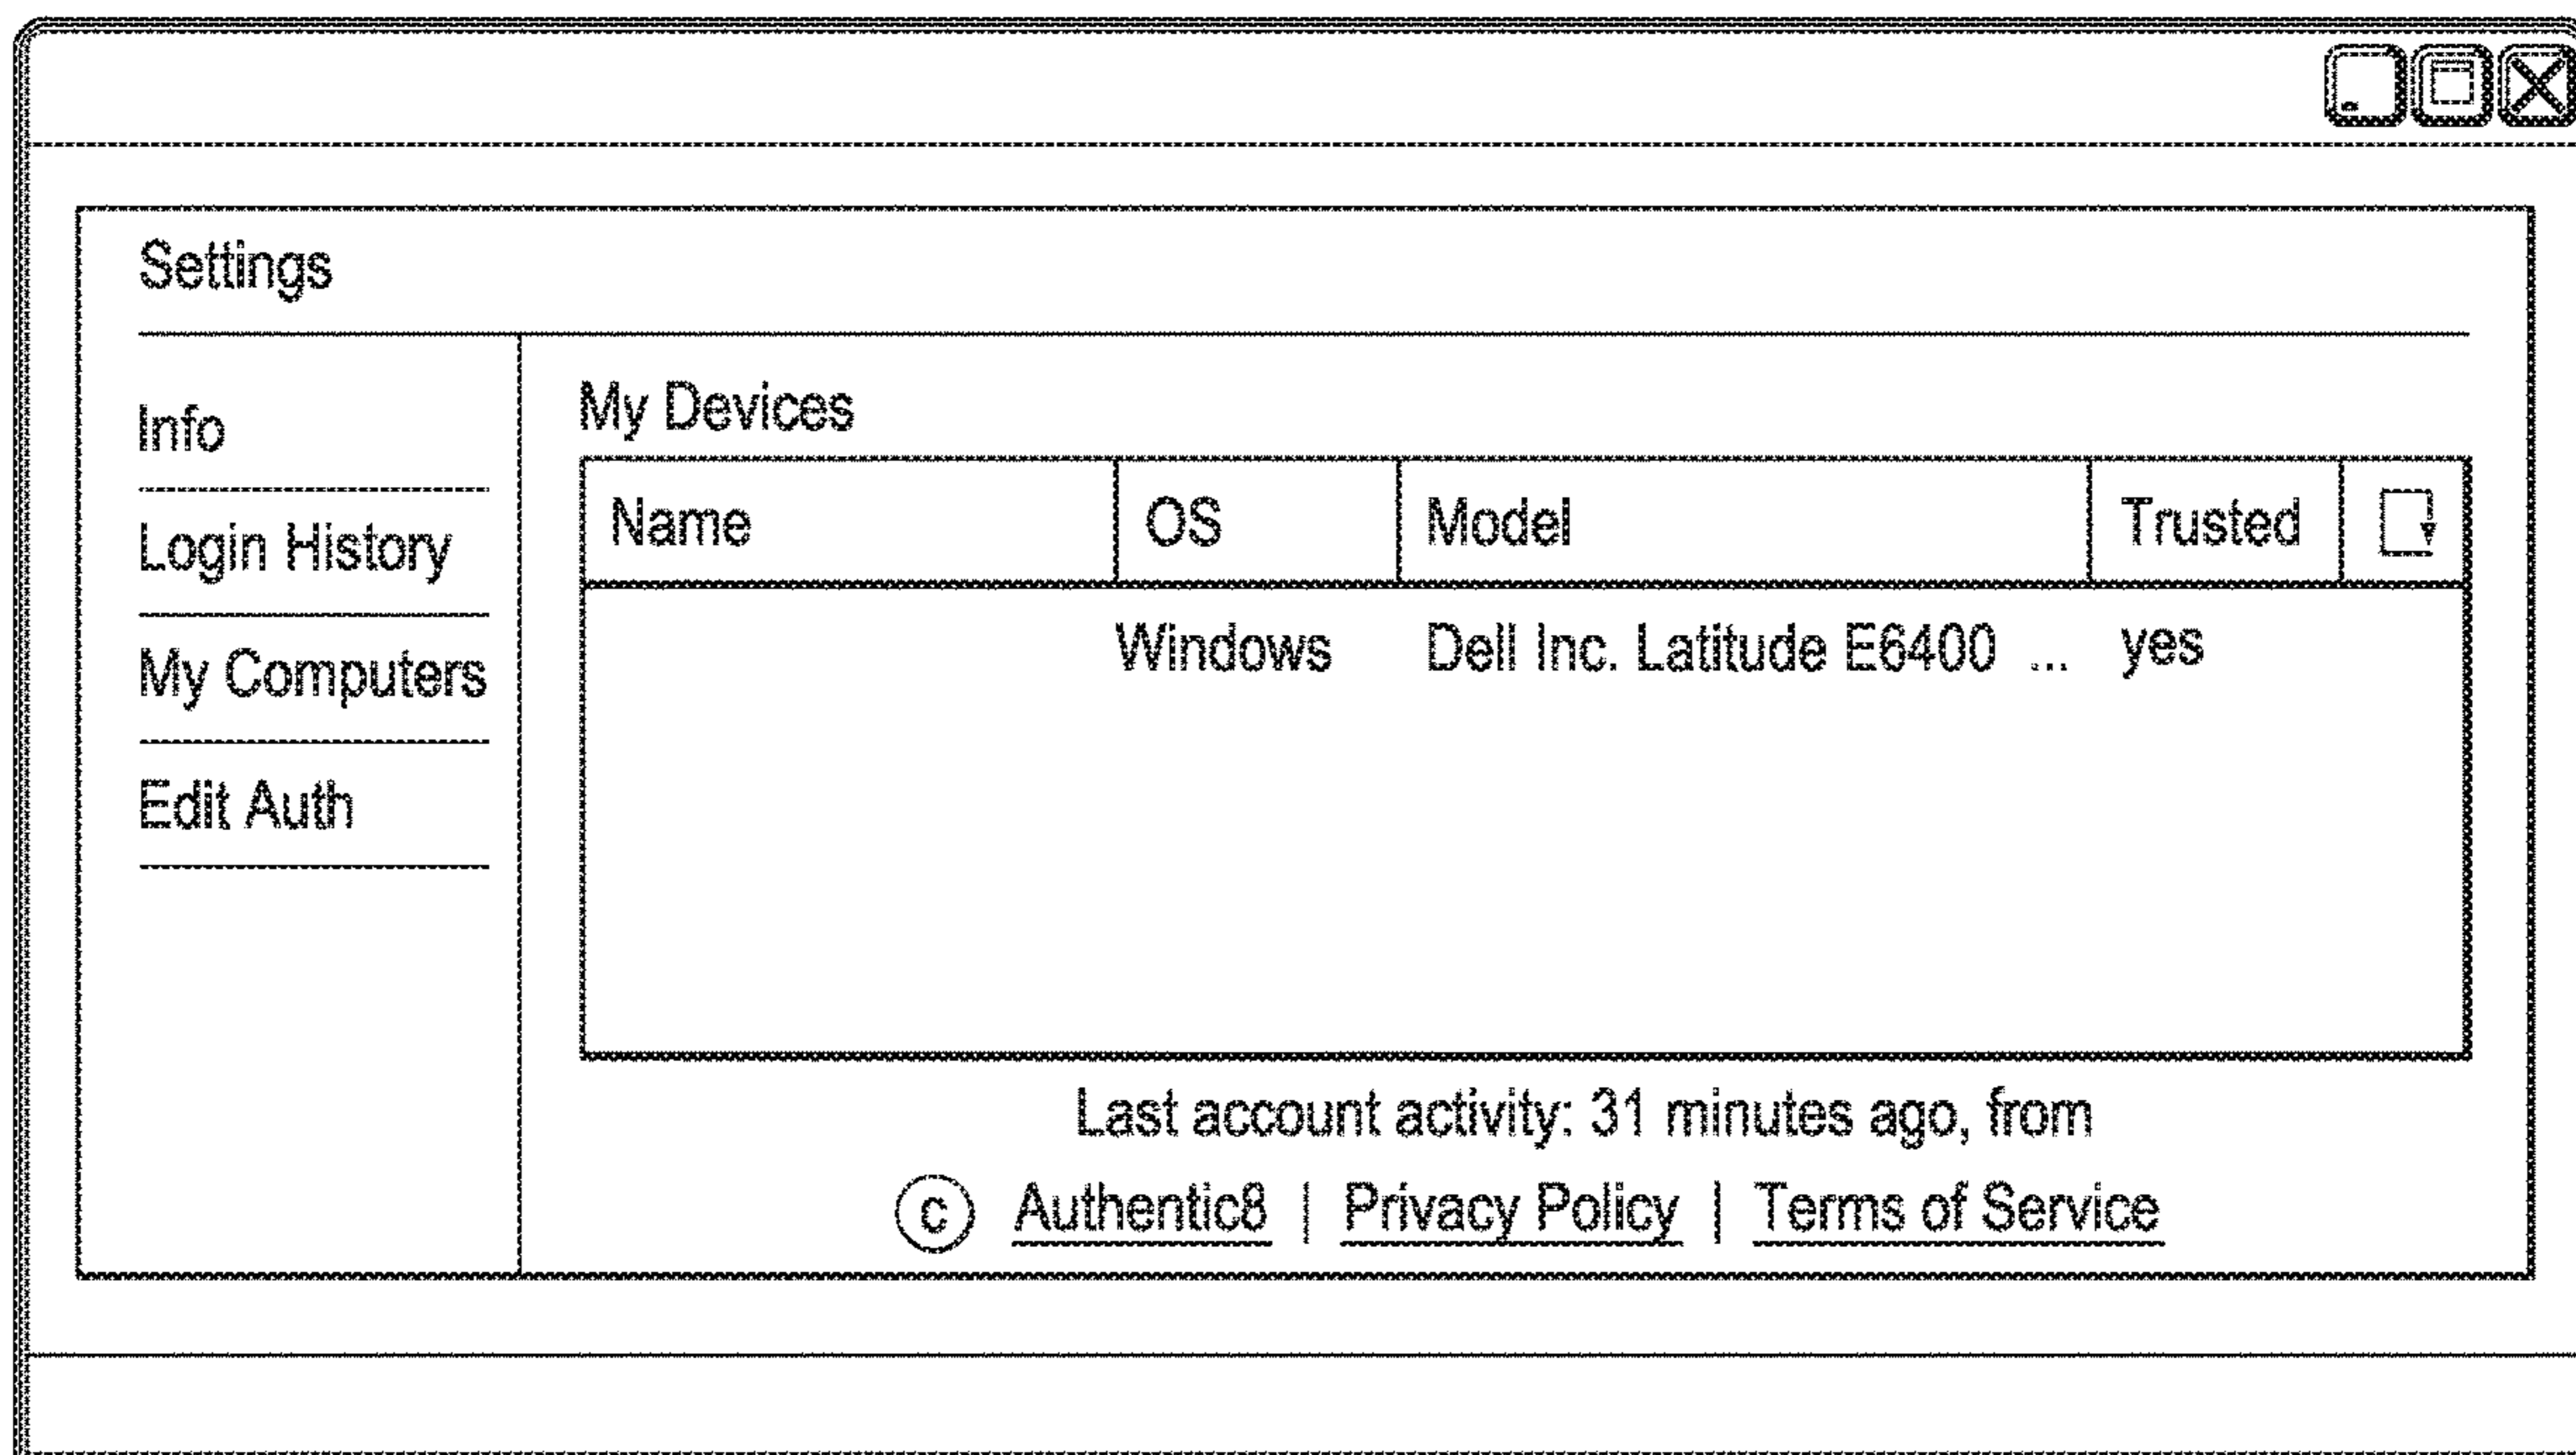 Settings
Info
Login History
My Computers
Edit Auth
My Devices
Name OS Model Trusted
Windows Dell Inc. Latitude E6400 ... yes
Last account activity: 31 minutes ago, from
© Authentic8 | Privacy Policy | Terms of Service